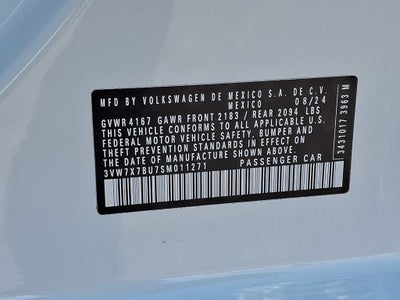 MFD BY VOLKSWAGEN DE MEXICO S.A. DE C.V.
MEXICO 08/24
GVWR 4167 GAWR FRONT 2183 / REAR 2094 LBS.
THIS VEHICLE CONFORMS TO ALL APPLICABLE U.S.
FEDERAL MOTOR VEHICLE SAFETY, BUMPER AND
THEFT PREVENTION STANDARDS IN EFFECT ON
THE DATE OF MANUFACTURE SHOWN ABOVE.
3VW7X7BU7SM011271 PASSENGER CAR
3431017 3963 M